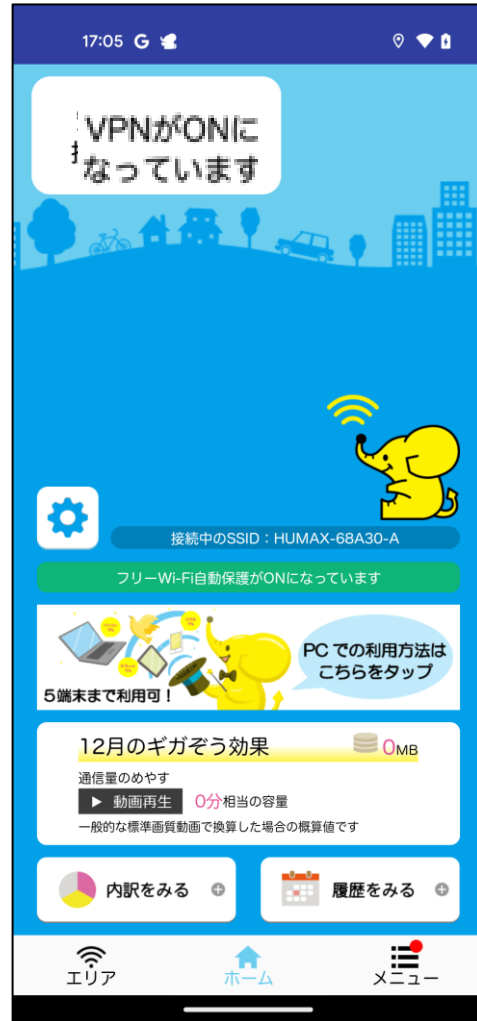 17:05 G
VPNがONに
なっています
接続中のSSID:HUMAX-68A30-A
フリーWi-Fi自動保護がONになっています
PCでの利用方法は
こちらをタップ
5端末まで利用可!
12月のギガぞう効果 0MB
通信量のめやす
▶ 動画再生 0分相当の容量
一般的な標準画質動画で換算した場合の概算値です
内訳をみる
履歴をみる
エリア
ホーム
メニュー